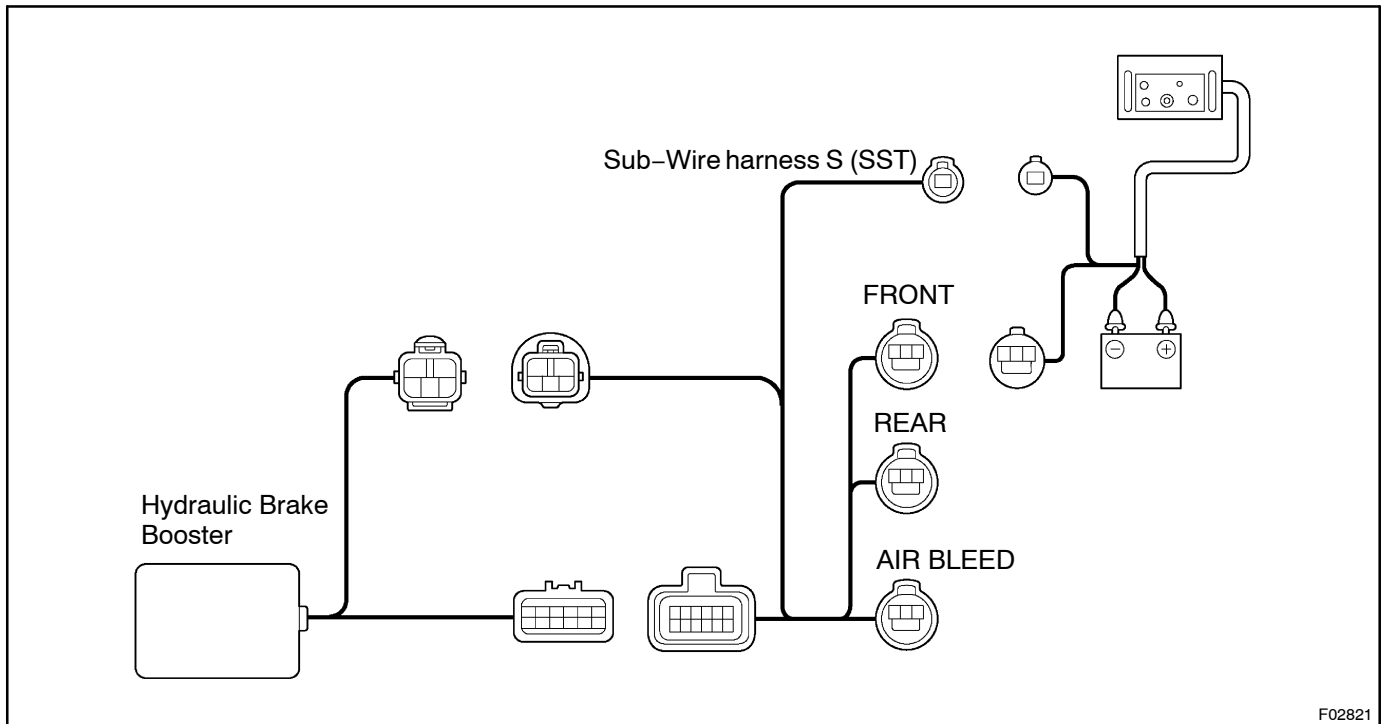 Sub−Wire harness S (SST)
FRONT
REAR
Hydraulic Brake
Booster
AIR BLEED
− +
F02821